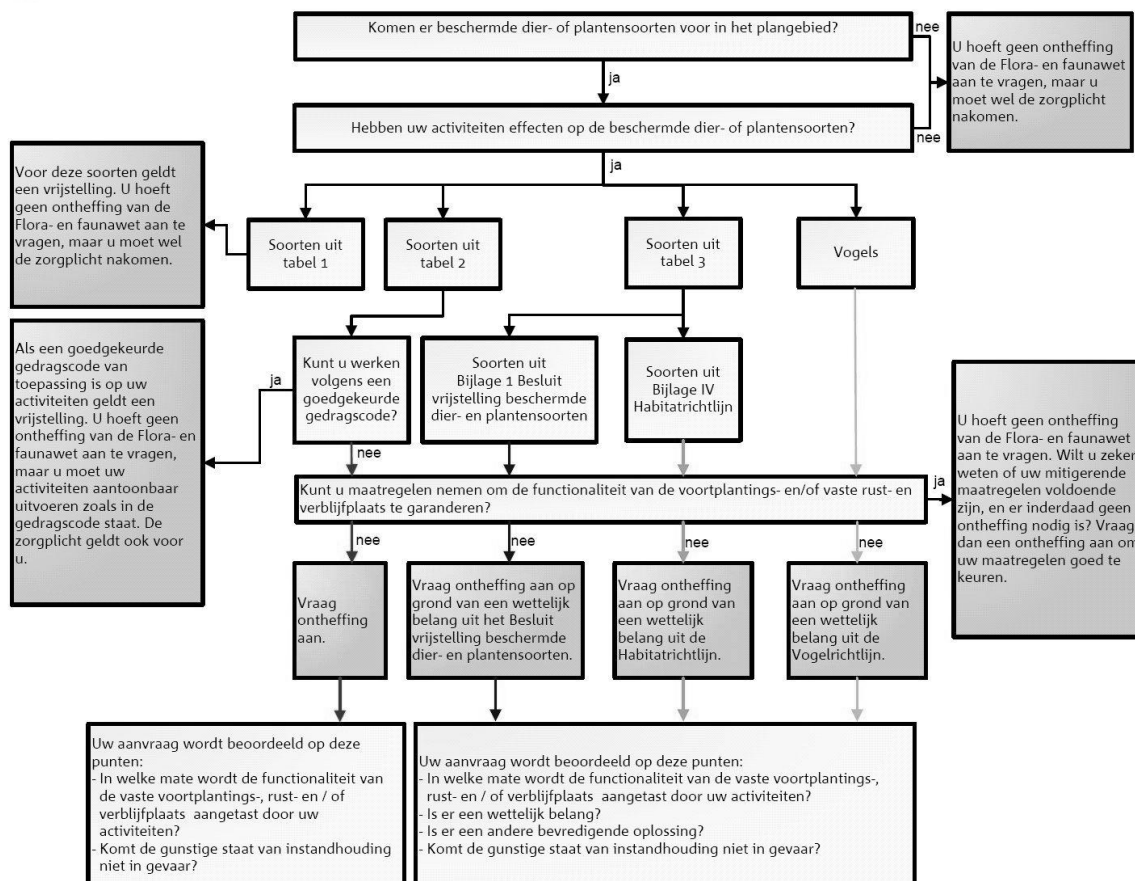 Komen er beschermde dier- of plantensoorten voor in het plangebied?
nee
U hoeft geen ontheffing
van de Flora- en faunawet
aan te vragen, maar u
moet wel de zorgplicht
nakomen.
ja
Hebben uw activiteiten effecten op de beschermde dier- of plantensoorten?
nee
ja
Voor deze soorten geldt
een vrijstelling. U hoeft
geen ontheffing van de
Flora- en faunawet aan te
vragen, maar u moet wel
de zorgplicht nakomen.
Soorten uit
tabel 1
Soorten uit
tabel 2
Soorten uit
tabel 3
Vogels
Als een goedgekeurde
gedragscode van
toepassing is op uw
activiteiten geldt een
vrijstelling. U hoeft geen
ontheffing van de Flora- en
faunawet aan te vragen,
maar u moet uw
activiteiten aantoonbaar
uitvoeren zoals in de
gedragscode staat. De
zorgplicht geldt ook voor
u.
ja
Kunt u werken
volgens een
goedgekeurde
gedragscode?
Soorten uit
Bijlage 1 Besluit
vrijstelling beschermde
dier- en plantensoorten
Soorten uit
Bijlage IV
Habitatrichtlijn
nee
Kunt u maatregelen nemen om de functionaliteit van de voortplantings- en/of vaste rust- en
verblijfplaats te garanderen?
ja
U hoeft geen ontheffing
van de Flora- en faunawet
aan te vragen. Wilt u zeker
weten of uw mitigerende
maatregelen voldoende
zijn, en er inderdaad geen
ontheffing nodig is? Vraag
dan een ontheffing aan om
uw maatregelen goed te
keuren.
nee
nee
nee
nee
Vraag
ontheffing
aan.
Vraag ontheffing aan op
grond van een wettelijk
belang uit het Besluit
vrijstelling beschermde
dier- en plantensoorten.
Vraag ontheffing
aan op grond van
een wettelijk
belang uit de
Habitatrichtlijn.
Vraag ontheffing
aan op grond van
een wettelijk
belang uit de
Vogelrichtlijn.
Uw aanvraag wordt beoordeeld op deze
punten:
- In welke mate wordt de functionaliteit van
de vaste voortplantings-, rust- en / of
verblijfplaats aangetast door uw
activiteiten?
- Komt de gunstige staat van instandhouding
niet in gevaar?
Uw aanvraag wordt beoordeeld op deze punten:
- In welke mate wordt de functionaliteit van de vaste voortplantings-,
rust- en / of verblijfplaats aangetast door uw activiteiten?
- Is er een wettelijk belang?
- Is er een andere bevredigende oplossing?
- Komt de gunstige staat van instandhouding niet in gevaar?